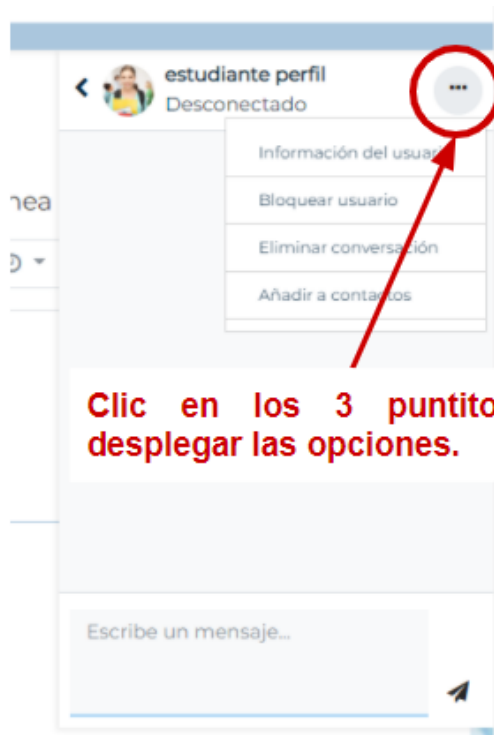 estudiante perfil
Desconectado
Información del usuario
nea
Bloquear usuario
Eliminar conversación
Añadir a contactos
Clic en los 3 puntito
desplegar las opciones.
Escribe un mensaje...